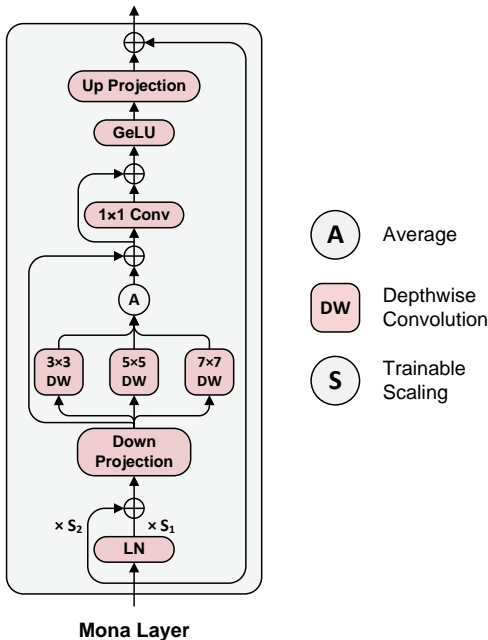 Up Projection
GeLU
1×1 Conv
A
3×3
DW
5×5
DW
7×7
DW
Down
Projection
× S₂
× S₁
LN
Mona Layer
A
Average
DW
Depthwise
Convolution
S
Trainable
Scaling